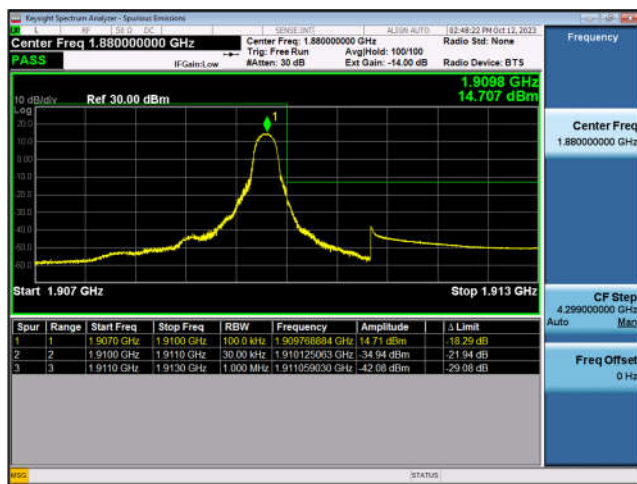 Keysight Spectrum Analyzer - Spurious Emissions
RL RF 50 Ω DC SENSE:INT ALIGN AUTO 02:48:22 PM Oct 12, 2023
Center Freq 1.880000000 GHz Center Freq: 1.880000000 GHz Radio Std: None
Trig: Free Run Avg|Hold: 100/100
PASS IFGain:Low #Atten: 30 dB Ext Gain: -14.00 dB Radio Device: BTS
1.9098 GHz
14.707 dBm
10 dB/div Ref 30.00 dBm
Log
20.0
10.0
0.00
-10.0
-20.0
-30.0
-40.0
-50.0
-60.0
1
Start 1.907 GHz Stop 1.913 GHz
Spur Range Start Freq Stop Freq RBW Frequency Amplitude Δ Limit
1 1 1.9070 GHz 1.9100 GHz 100.0 kHz 1.909768884 GHz 14.71 dBm -18.29 dB
2 2 1.9100 GHz 1.9110 GHz 30.00 kHz 1.910125063 GHz -34.94 dBm -21.94 dB
3 3 1.9110 GHz 1.9130 GHz 1.000 MHz 1.911059030 GHz -42.08 dBm -29.08 dB
MSG STATUS
Frequency
Center Freq
1.880000000 GHz
CF Step
4.299000000 GHz
Auto Man
Freq Offset
0 Hz